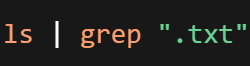 ls | grep ".txt"